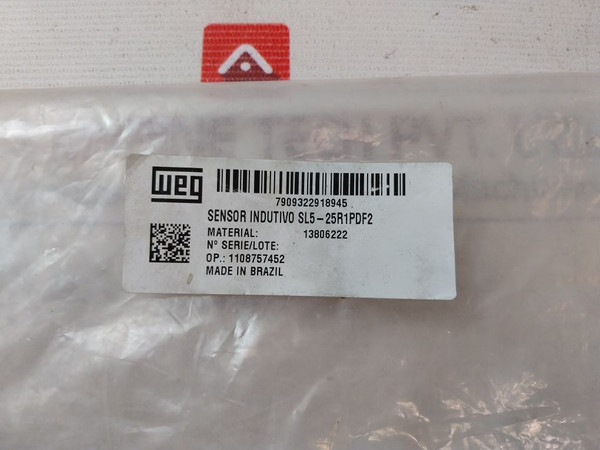 WEG
7909322918945
SENSOR INDUTIVO SL5-25R1PDF2
MATERIAL: 13806222
Nº SERIE/LOTE:
OP.: 1108757452
MADE IN BRAZIL